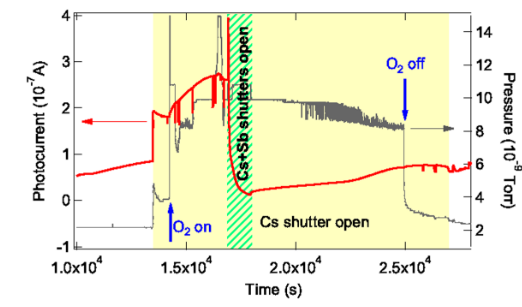 4
3
2
1
0
-1
Photocurrent (10⁻⁷A)
14
12
10
8
6
4
2
Pressure (10⁻⁹ Torr)
Cs+Sb shutters open
O₂ off
O₂ on
Cs shutter open
1.0x10⁴
1.5x10⁴
2.0x10⁴
2.5x10⁴
Time (s)